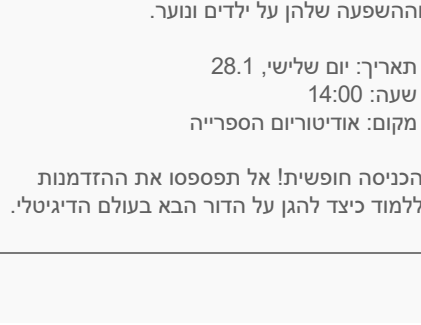 וההשפעה שלהן על ילדים ונוער.
תאריך: יום שלישי, 28.1
שעה: 14:00
מקום: אודיטוריום הספרייה
הכניסה חופשית! אל תפספסו את ההזדמנות
ללמוד כיצד להגן על הדור הבא בעולם הדיגיטלי.